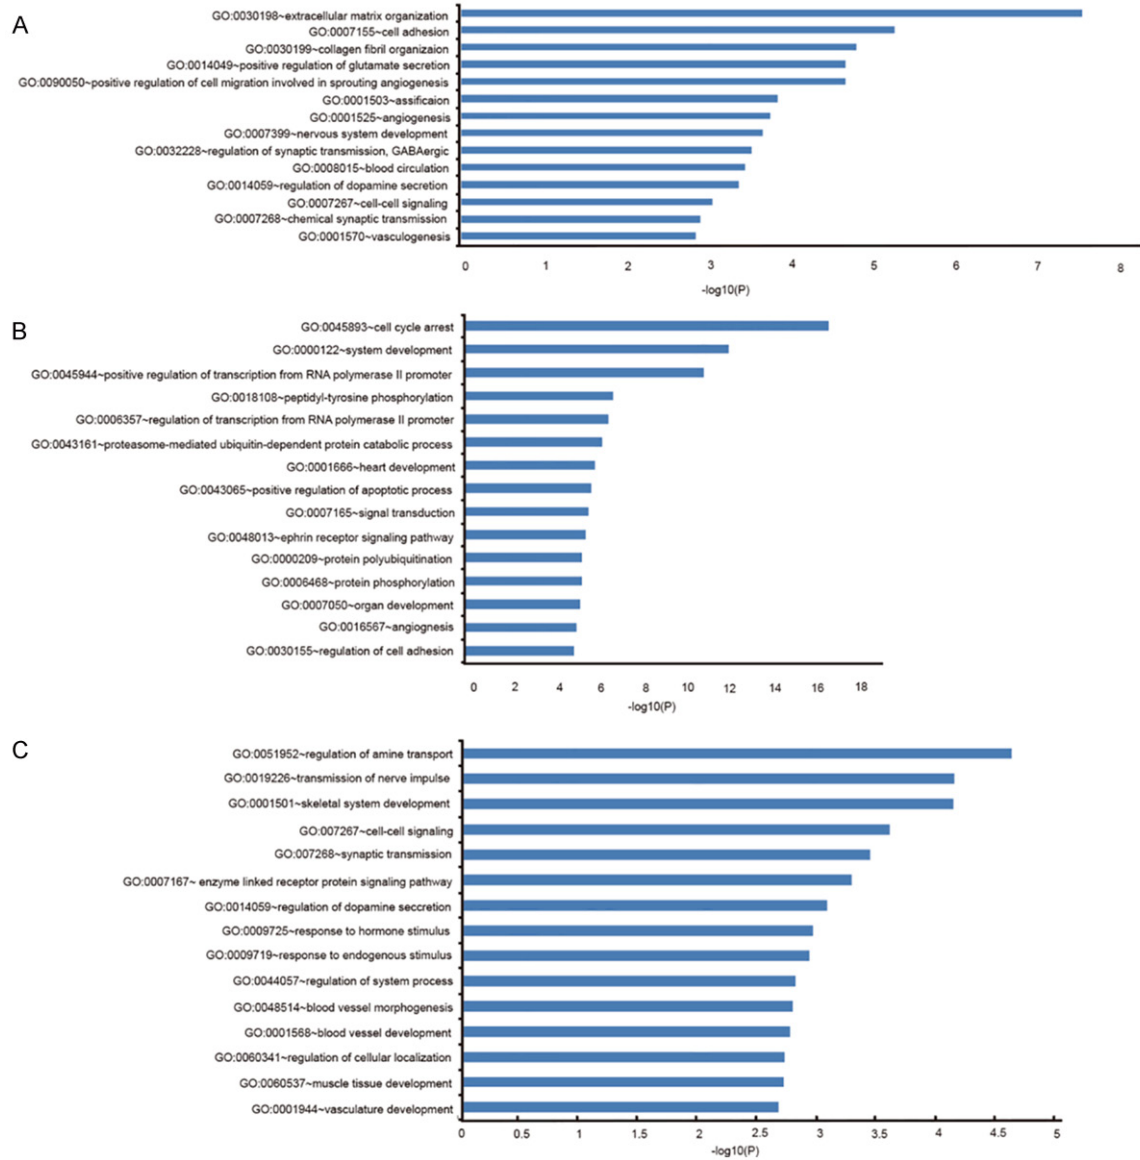 A
GO:0030198~extracellular matrix organization
GO:0007155~cell adhesion
GO:0030199~collagen fibril organizaion
GO:0014049~positive regulation of glutamate secretion
GO:0090050~positive regulation of cell migration involved in sprouting angiogenesis
GO:0001503~assificaion
GO:0001525~angiogenesis
GO:0007399~nervous system development
GO:0032228~regulation of synaptic transmission, GABAergic
GO:0008015~blood circulation
GO:0014059~regulation of dopamine secretion
GO:0007267~cell-cell signaling
GO:0007268~chemical synaptic transmission
GO:0001570~vasculogenesis
0 1 2 3 4 5 6 7 8
-log10(P)
B
GO:0045893~cell cycle arrest
GO:0000122~system development
GO:0045944~positive regulation of transcription from RNA polymerase II promoter
GO:0018108~peptidyl-tyrosine phosphorylation
GO:0006357~regulation of transcription from RNA polymerase II promoter
GO:0043161~proteasome-mediated ubiquitin-dependent protein catabolic process
GO:0001666~heart development
GO:0043065~positive regulation of apoptotic process
GO:0007165~signal transduction
GO:0048013~ephrin receptor signaling pathway
GO:0000209~protein polyubiquitination
GO:0006468~protein phosphorylation
GO:0007050~organ development
GO:0016567~angiognesis
GO:0030155~regulation of cell adhesion
0 2 4 6 8 10 12 14 16 18
-log10(P)
C
GO:0051952~regulation of amine transport
GO:0019226~transmission of nerve impulse
GO:0001501~skeletal system development
GO:007267~cell-cell signaling
GO:007268~synaptic transmission
GO:0007167~ enzyme linked receptor protein signaling pathway
GO:0014059~regulation of dopamine seccretion
GO:0009725~response to hormone stimulus
GO:0009719~response to endogenous stimulus
GO:0044057~regulation of system process
GO:0048514~blood vessel morphogenesis
GO:0001568~blood vessel development
GO:0060341~regulation of cellular localization
GO:0060537~muscle tissue development
GO:0001944~vasculature development
0 0.5 1 1.5 2 2.5 3 3.5 4 4.5 5
-log10(P)